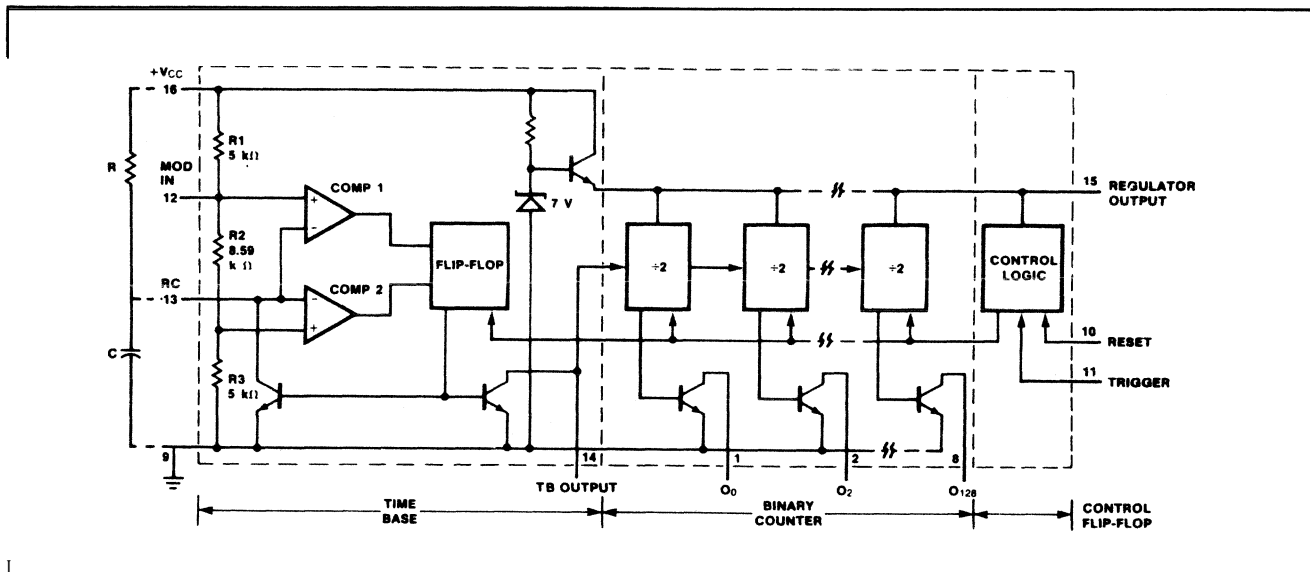 +VCC
16
R
R1
5 kΩ
MOD
IN
12
COMP 1
R2
8.59
k Ω
RC
13
COMP 2
FLIP-FLOP
C
R3
5 kΩ
9
7 V
÷2
÷2
÷2
CONTROL
LOGIC
15
REGULATOR
OUTPUT
10
RESET
11
TRIGGER
14
TB OUTPUT
1
O0
2
O2
8
O128
TIME
BASE
BINARY
COUNTER
CONTROL
FLIP-FLOP